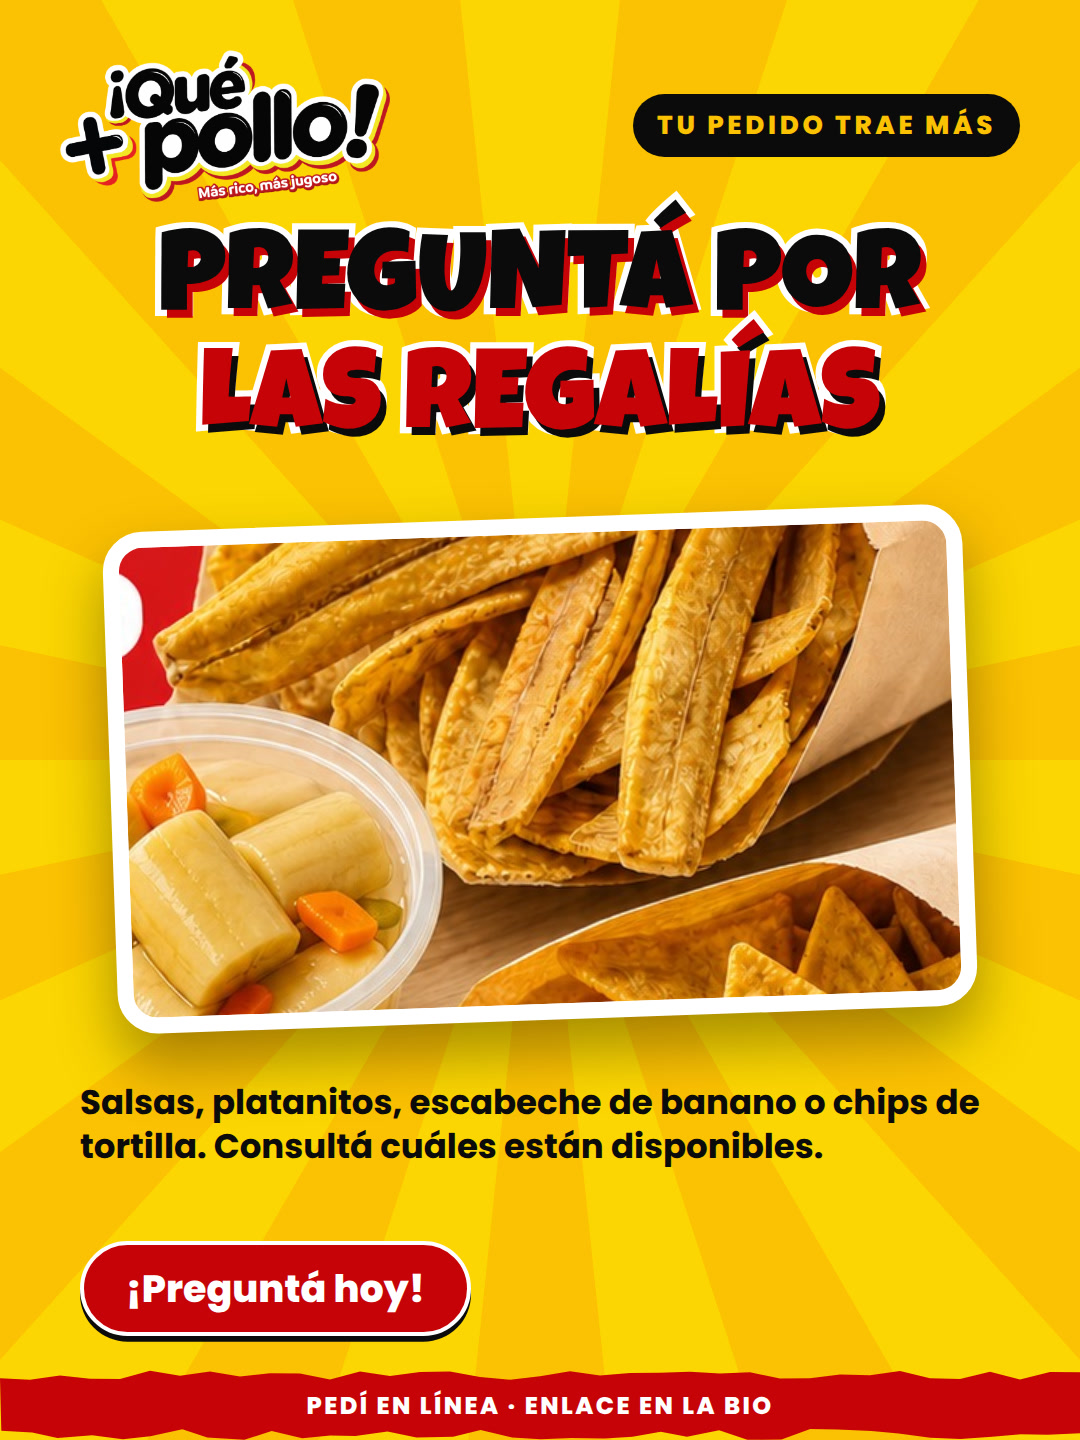 ¡Qué
+ pollo!
Más rico, más jugoso
TU PEDIDO TRAE MÁS
PREGUNTÁ POR
LAS REGALÍAS
Salsas, platanitos, escabeche de banano o chips de
tortilla. Consultá cuáles están disponibles.
¡Preguntá hoy!
PEDÍ EN LÍNEA · ENLACE EN LA BIO